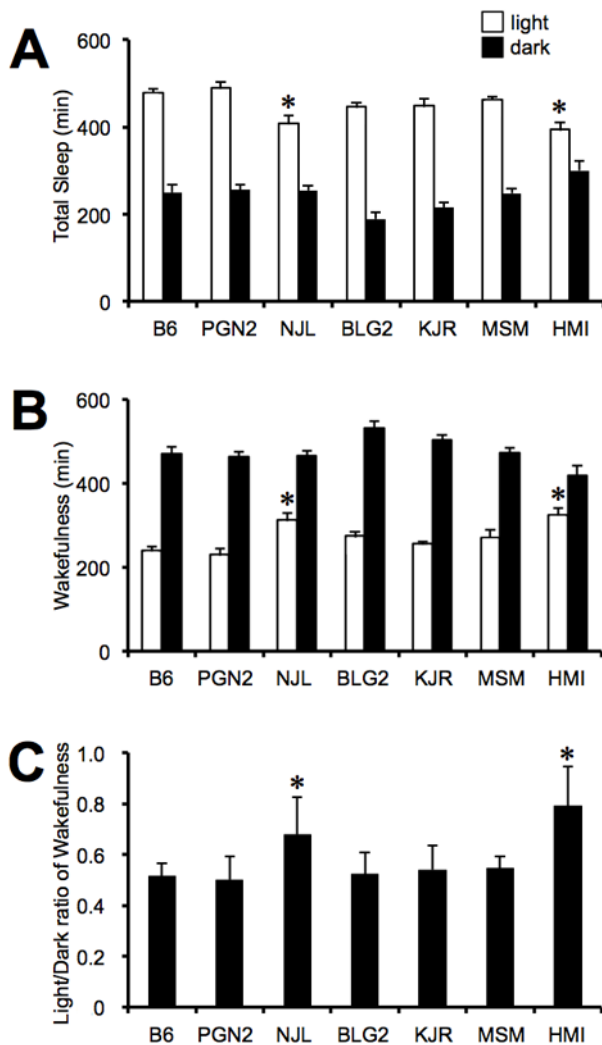 A
light
dark
Total Sleep (min)
600
400
200
0
*
*
B6 PGN2 NJL BLG2 KJR MSM HMI
B
Wakefulness (min)
600
400
200
0
*
*
B6 PGN2 NJL BLG2 KJR MSM HMI
C
Light/Dark ratio of Wakefulness
1.0
0.8
0.6
0.4
0.2
0
*
*
B6 PGN2 NJL BLG2 KJR MSM HMI